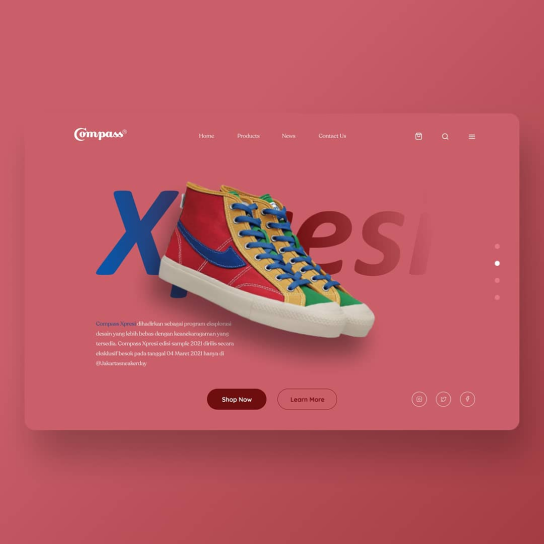 Compass®
Home Products News Contact Us
Xpresi
Compass Xpresi dihadirkan sebagai program eksplorasi
desain yang lebih bebas dengan keanekaragaman yang
tersedia. Compass Xpresi edisi sample 2021 dirilis secara
eksklusif besok pada tanggal 04 Maret 2021 hanya di
Shop Now Learn More